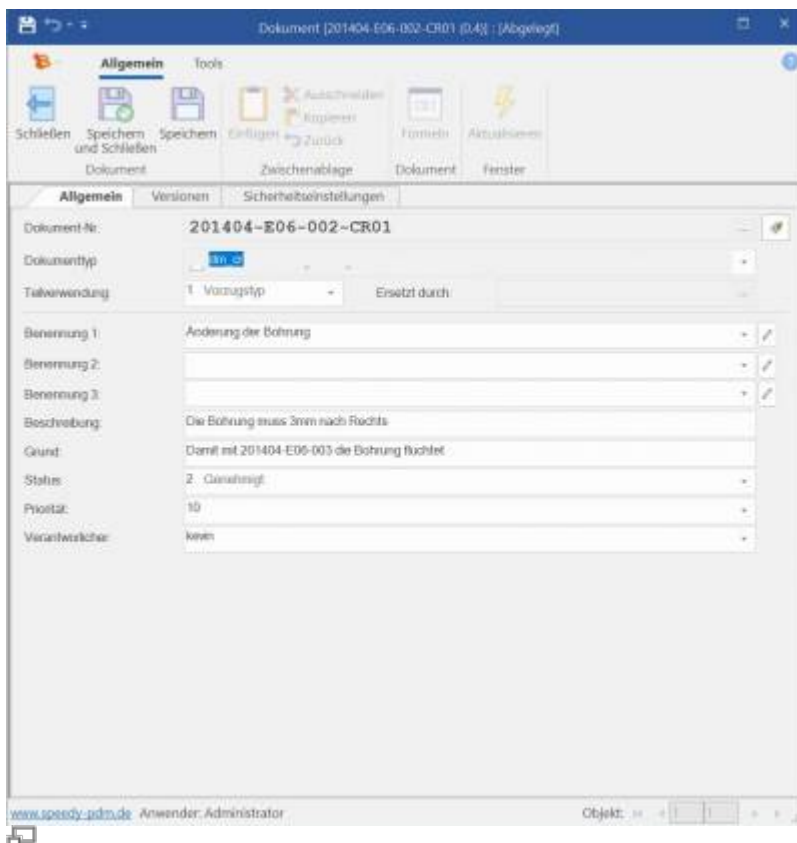 Dokument [201404-E06-002-CR01 (0,4)] : [Abgelegt]
Allgemein Tools
Schließen Speichern und Schließen Speichern Einfügen Ausschneiden Kopieren Zurück Formeln Aktualisieren
Dokument Zwischenablage Dokument Fenster
Allgemein Versionen Sicherheitseinstellungen
Dokument-Nr. 201404-E06-002-CR01
Dokumenttyp
Teilverwendung 1 Vorzugstyp Ersetzt durch
Benennung 1: Änderung der Bohrung
Benennung 2:
Benennung 3:
Beschreibung: Die Bohrung muss 3mm nach Rechts
Grund: Damit mit 201404-E06-003 die Bohrung fluchtet
Status: 2 Genehmigt
Priorität: 10
Verantwortlicher kevin
www.speedy-pdm.de Anwender: Administrator Objekt: 1 1